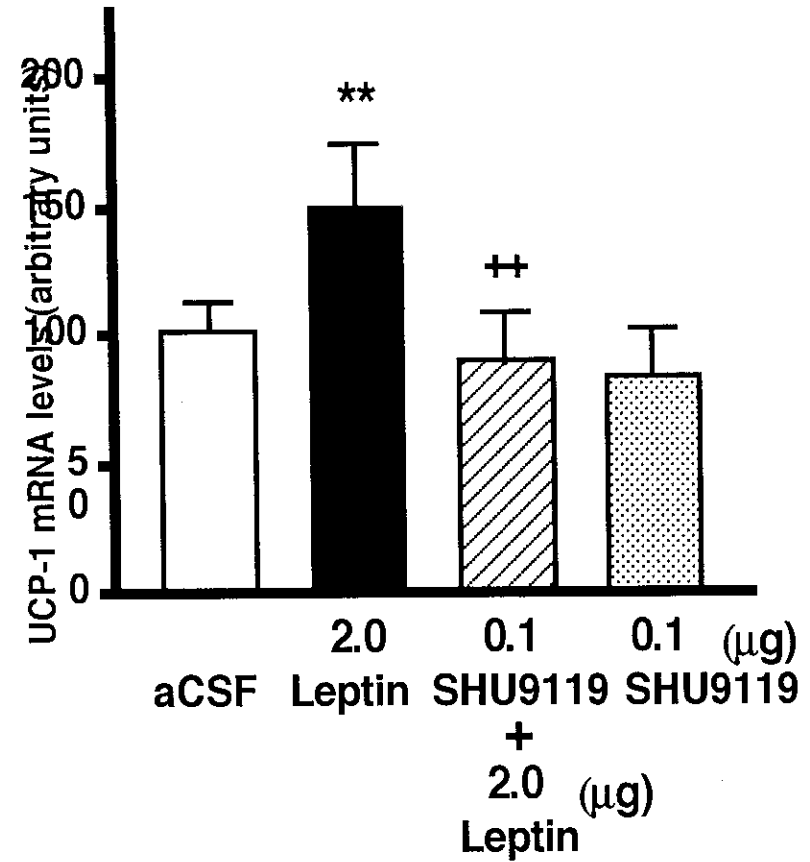 UCP-1 mRNA levels (arbitrary units)
200
**
150
++
100
5
0
0
2.0 0.1 0.1 (μg)
aCSF Leptin SHU9119 SHU9119
+
2.0 (μg)
Leptin